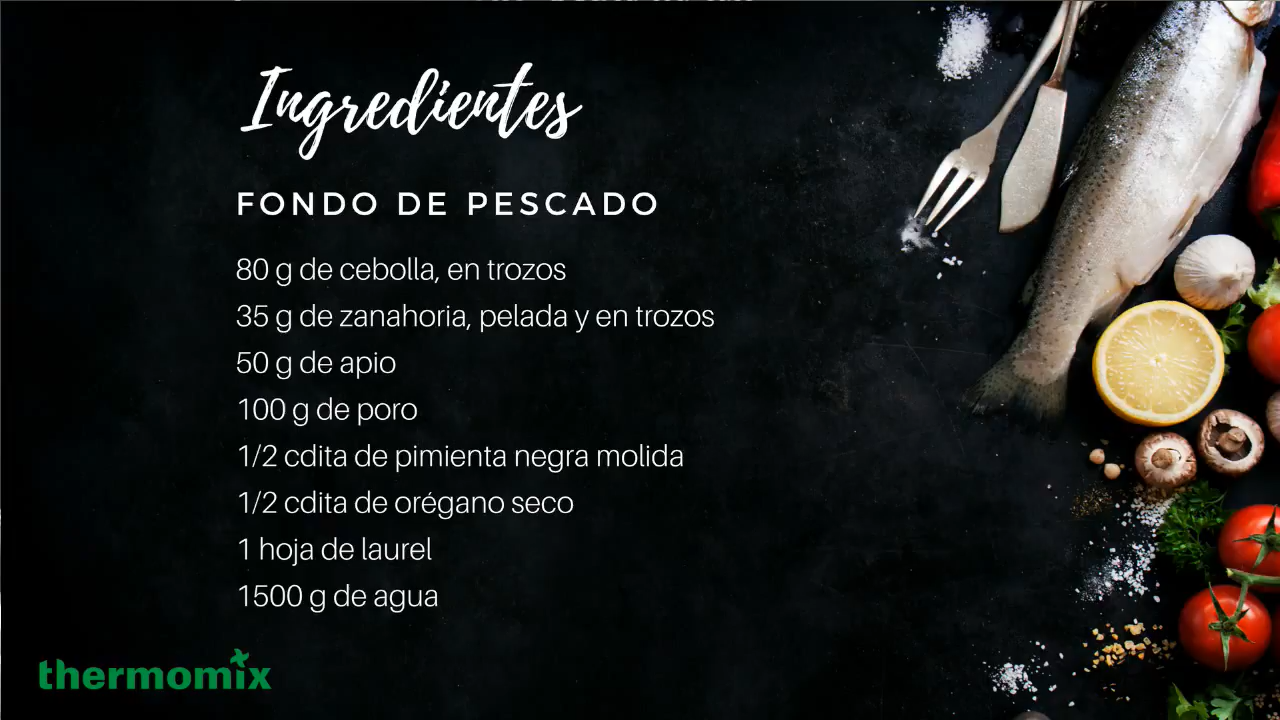 Ingredientes
FONDO DE PESCADO
80 g de cebolla, en trozos
35 g de zanahoria, pelada y en trozos
50 g de apio
100 g de poro
1/2 cdita de pimienta negra molida
1/2 cdita de orégano seco
1 hoja de laurel
1500 g de agua
thermomix